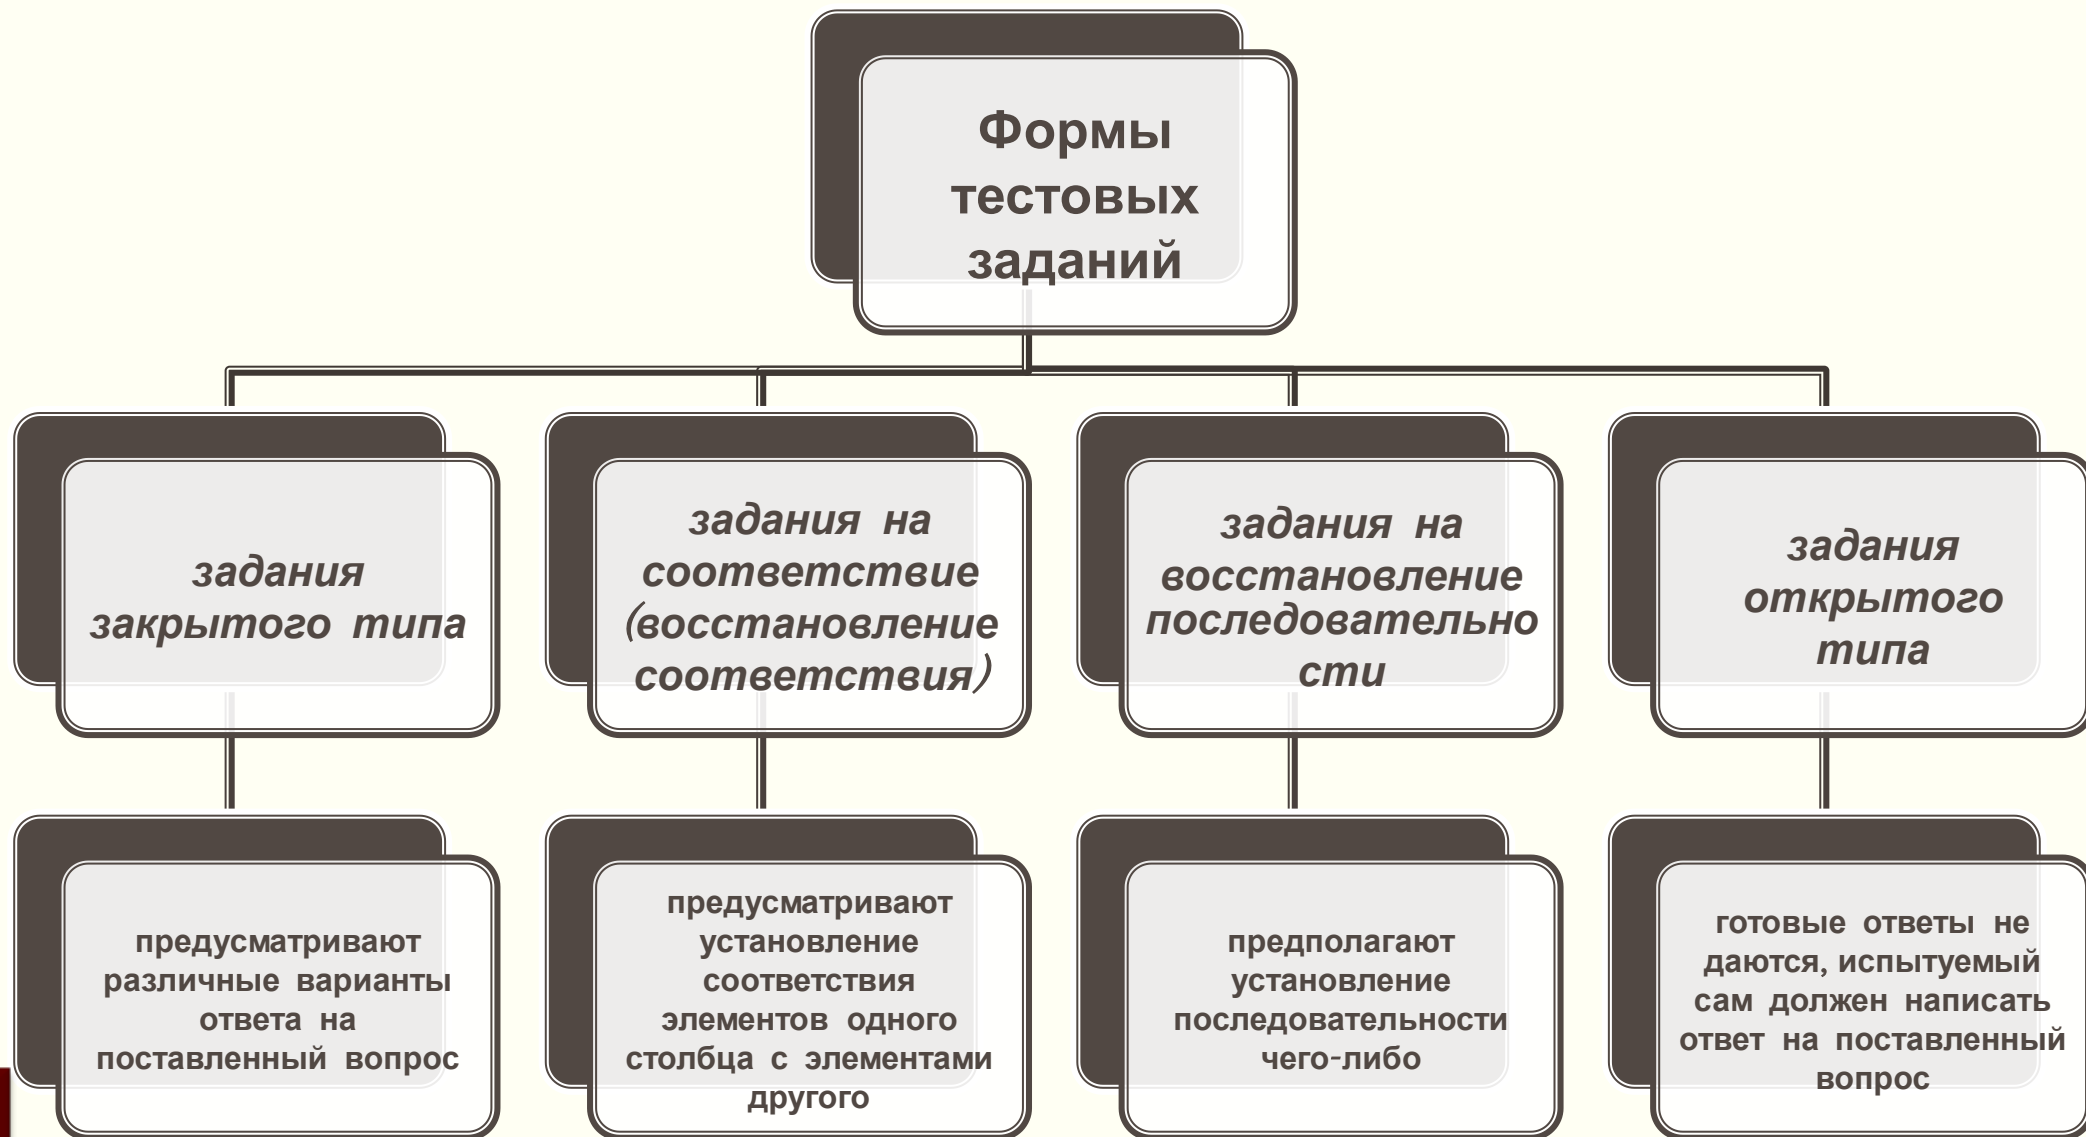 Формы
тестовых
заданий
задания
закрытого типа
задания на
соответствие
(восстановление
соответствия)
задания на
восстановление
последовательно
сти
задания
открытого
типа
предусматривают
различные варианты
ответа на
поставленный вопрос
предусматривают
установление
соответствия
элементов одного
столбца с элементами
другого
предполагают
установление
последовательности
чего-либо
готовые ответы не
даются, испытуемый
сам должен написать
ответ на поставленный
вопрос